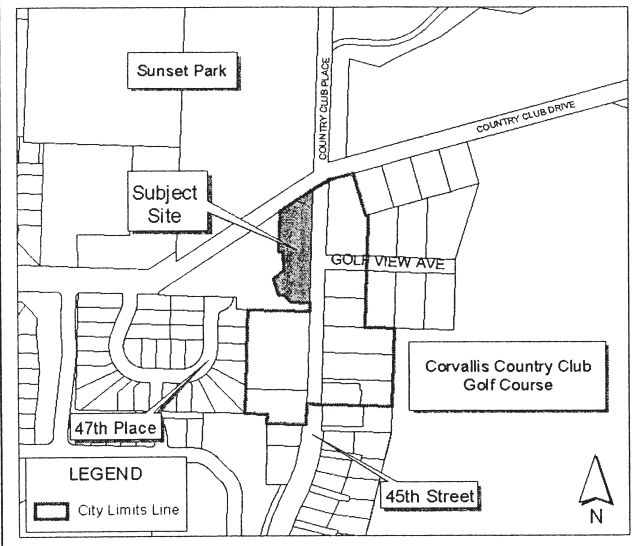 Sunset Park
COUNTRY CLUB PLACE
COUNTRY CLUB DRIVE
Subject
Site
GOLF VIEW AVE
Corvallis Country Club
Golf Course
47th Place
LEGEND
City Limits Line
45th Street
N